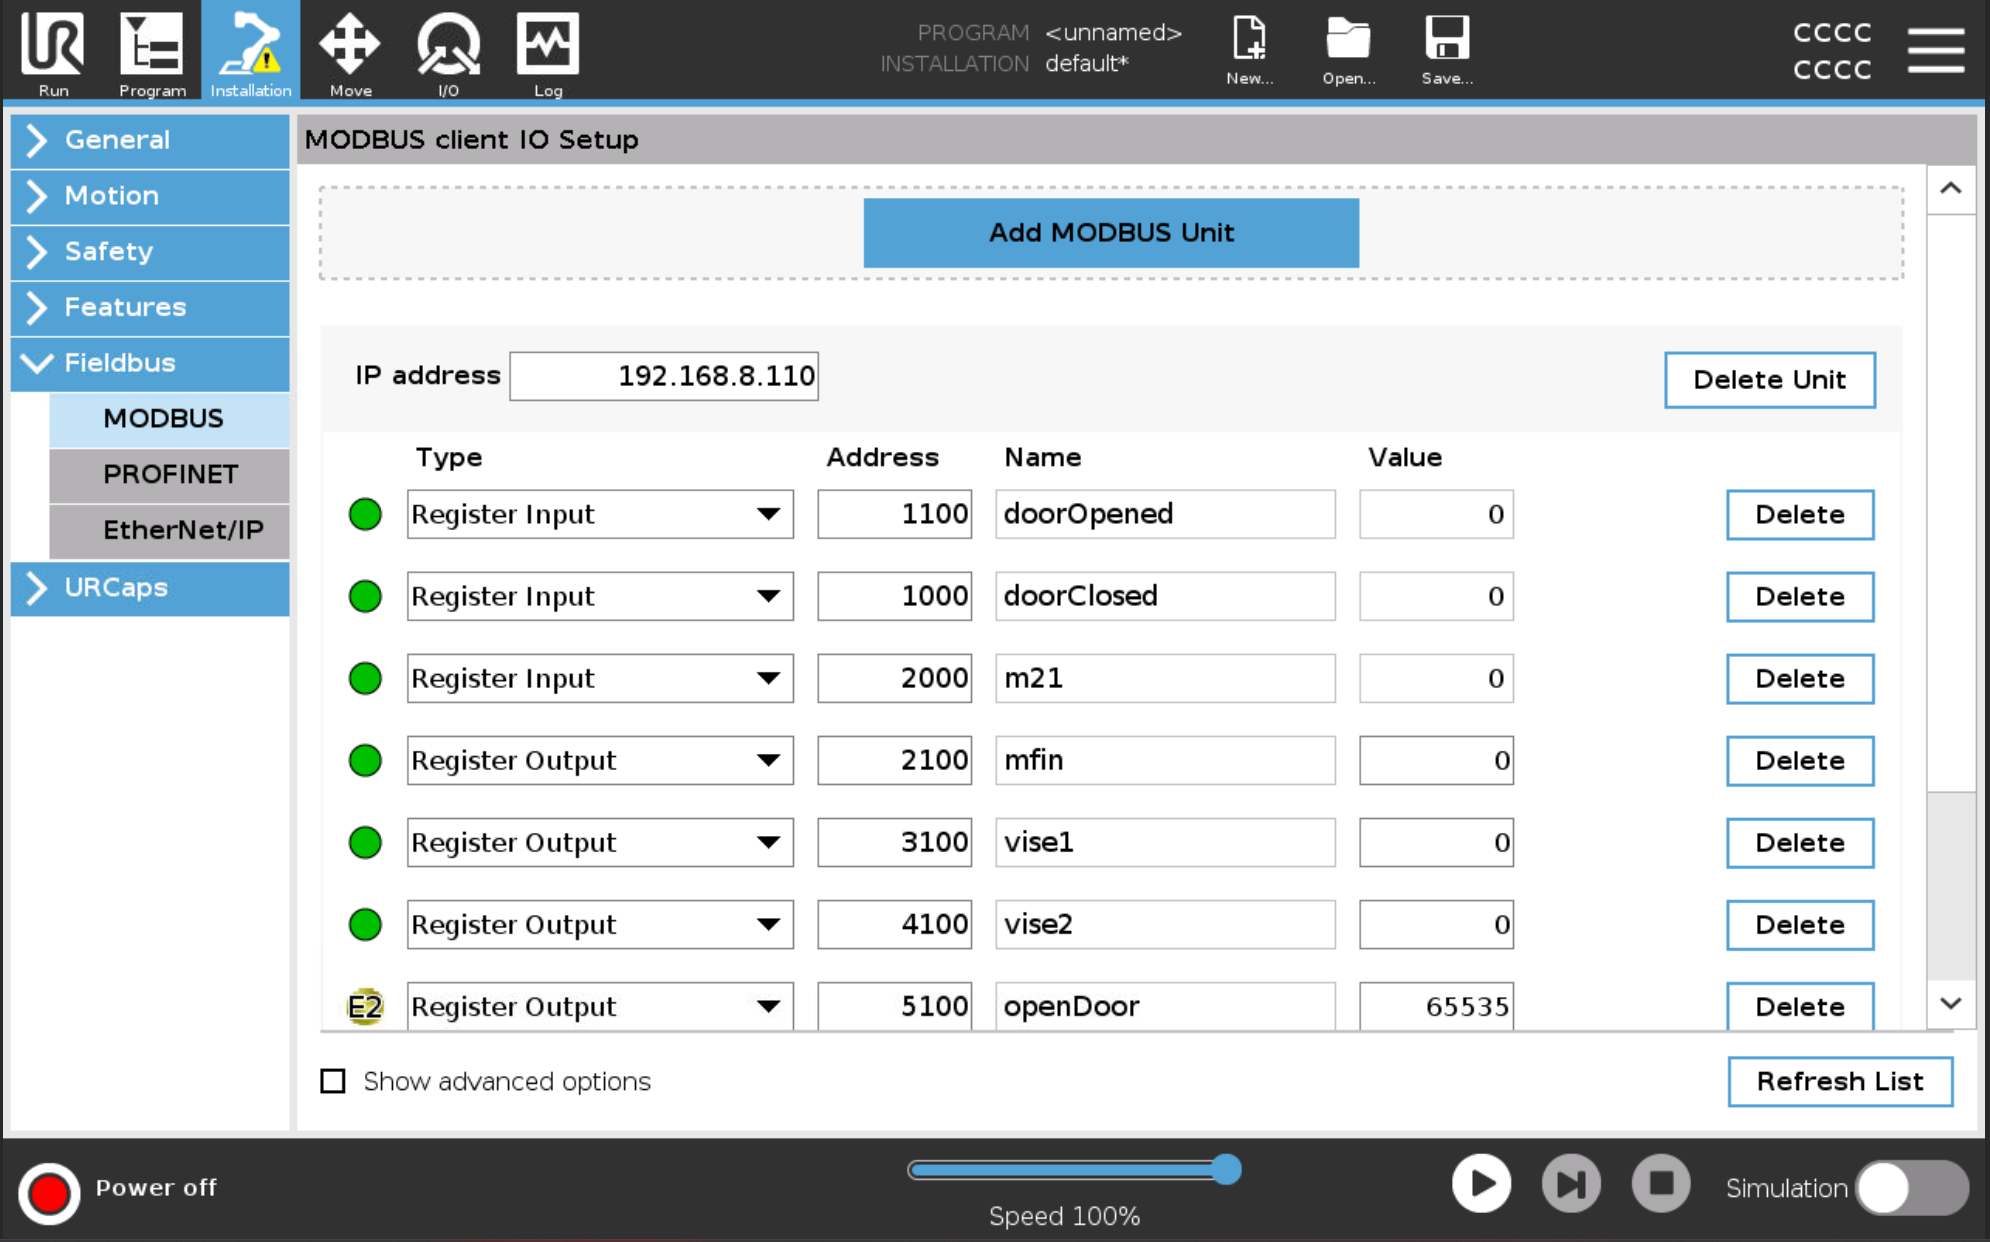 UR
Run
Program
Installation
Move
I/O
Log
PROGRAM <unnamed>
INSTALLATION default*
New...
Open...
Save...
CCCC
CCCC
General
Motion
Safety
Features
Fieldbus
MODBUS
PROFINET
EtherNet/IP
URCaps
MODBUS client IO Setup
Add MODBUS Unit
IP address 192.168.8.110 Delete Unit
Type Address Name Value
Register Input 1100 doorOpened 0 Delete
Register Input 1000 doorClosed 0 Delete
Register Input 2000 m21 0 Delete
Register Output 2100 mfin 0 Delete
Register Output 3100 vise1 0 Delete
Register Output 4100 vise2 0 Delete
E2 Register Output 5100 openDoor 65535 Delete
Show advanced options
Refresh List
Power off
Speed 100%
Simulation